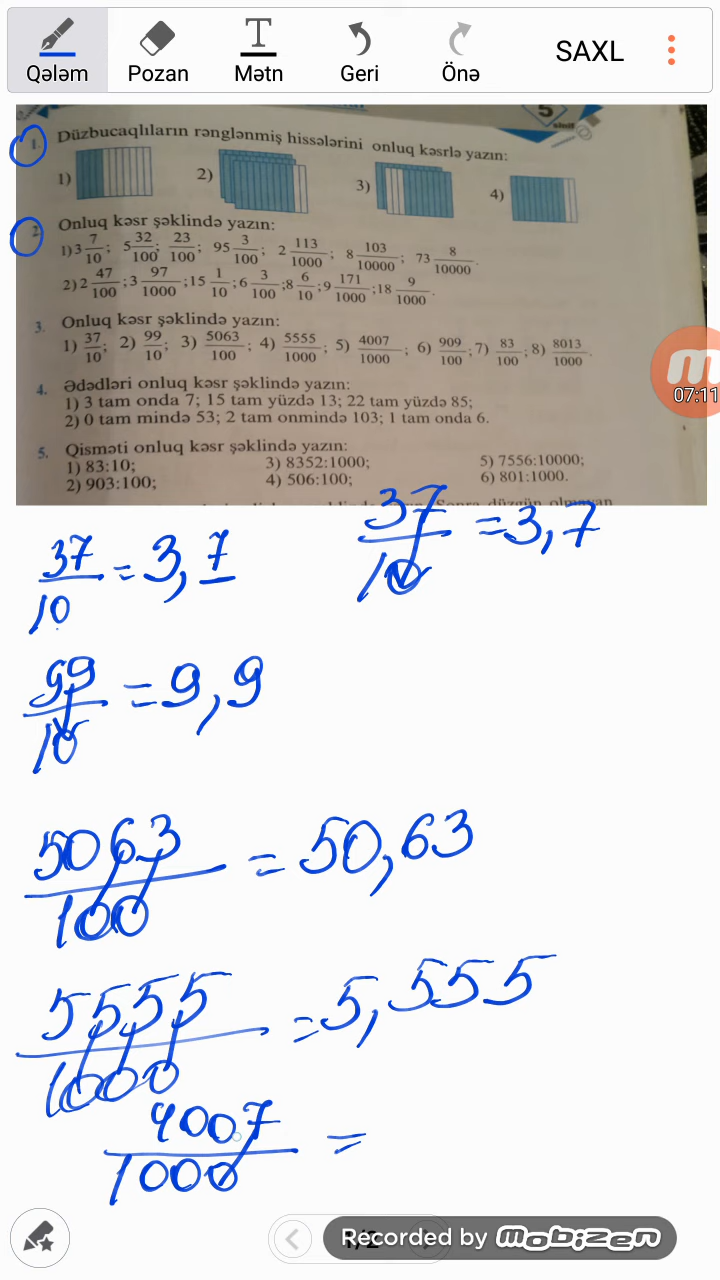 Qələm Pozan Mətn Geri Önə SAXL
5
sinif
1. Düzbucaqlıların rənglənmiş hissələrini onluq kəsrlə yazın:
1) 2) 3) 4)
2. Onluq kəsr şəklində yazın:
1) 3 7/10; 5 32/100; 23/100; 95 3/100; 2 113/1000; 8 103/10000; 73 8/10000.
2) 2 47/100; 3 97/1000; 15 1/10; 6 3/100; 8 6/10; 9 171/1000; 18 9/1000.
3. Onluq kəsr şəklində yazın:
1) 37/10; 2) 99/10; 3) 5063/100; 4) 5555/1000; 5) 4007/1000; 6) 909/100; 7) 83/100; 8) 8013/1000.
4. Ədədləri onluq kəsr şəklində yazın:
1) 3 tam onda 7; 15 tam yüzdə 13; 22 tam yüzdə 85;
2) 0 tam mində 53; 2 tam onmində 103; 1 tam onda 6.
5. Qisməti onluq kəsr şəklində yazın:
1) 83:10; 3) 8352:1000; 5) 7556:10000;
2) 903:100; 4) 506:100; 6) 801:1000.
07:11
37/10 = 3,7 37/10 = 3,7
99/10 = 9,9
5063/100 = 50,63
5555/1000 = 5,555
4007/1000 =
Recorded by mobizen